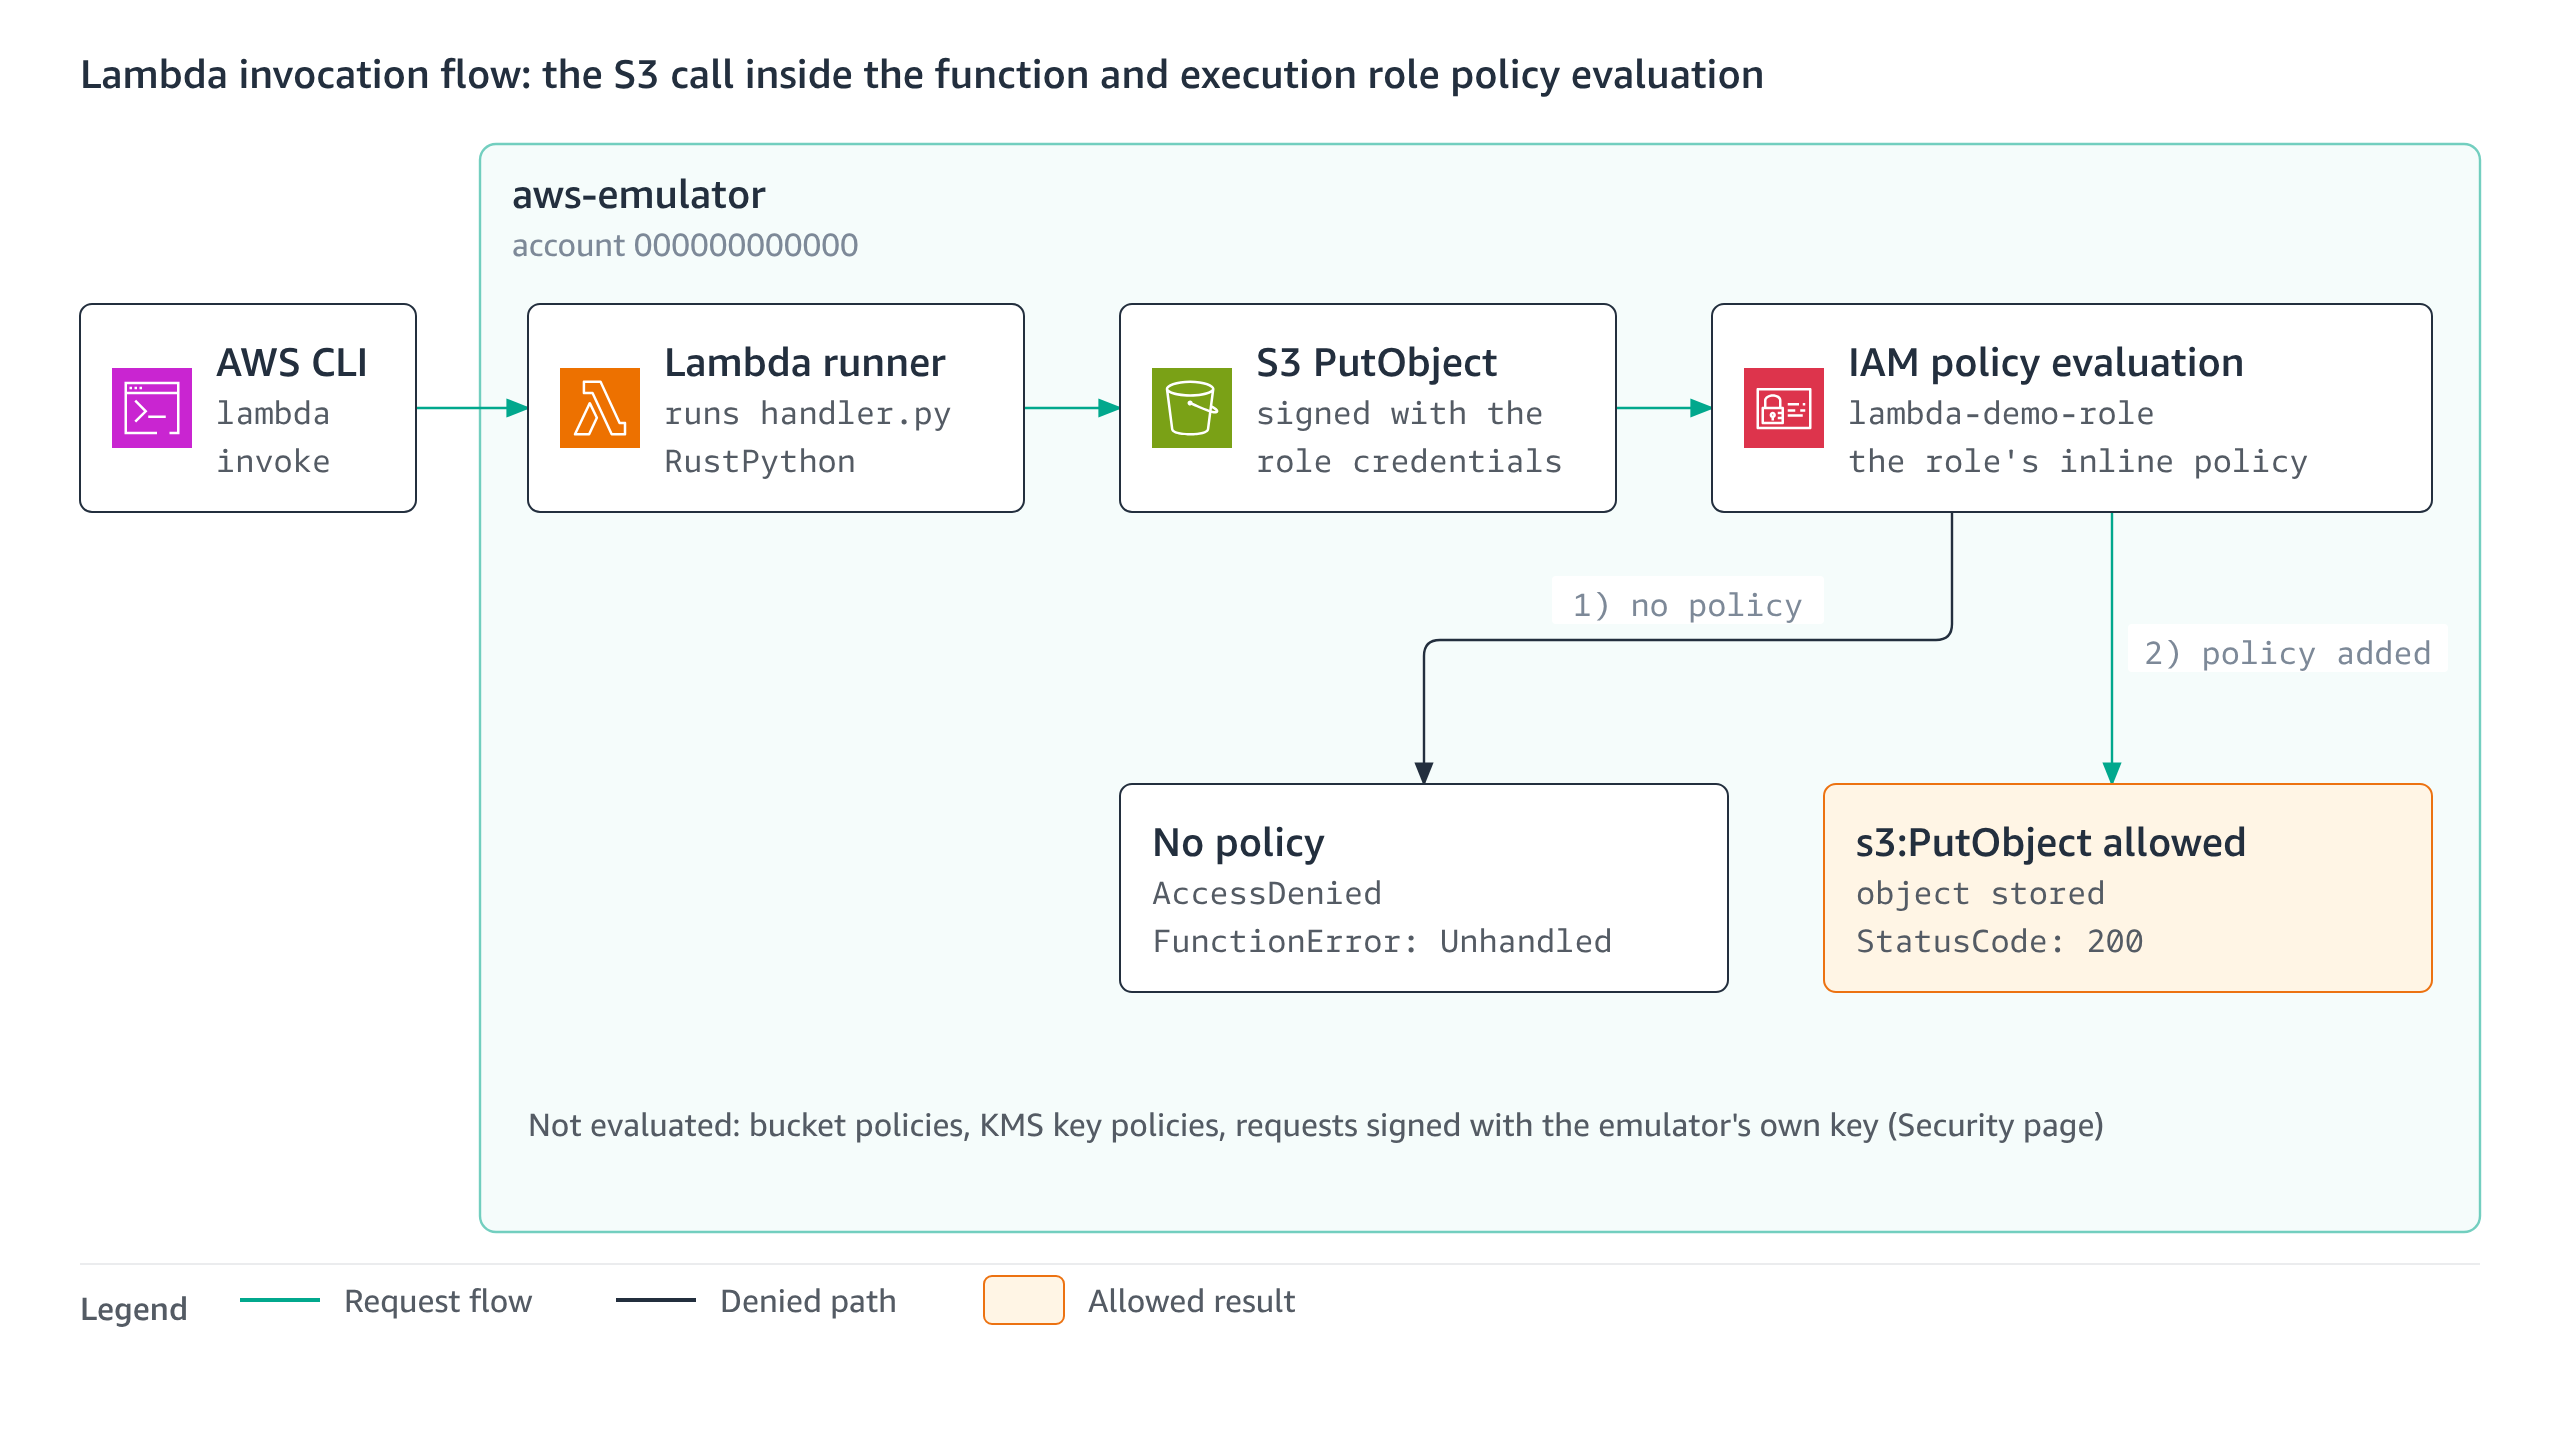 Lambda invocation flow: the S3 call inside the function and execution role policy evaluation
aws-emulator
account 000000000000
AWS CLI
lambda
invoke
Lambda runner
runs handler.py
RustPython
S3 PutObject
signed with the
role credentials
IAM policy evaluation
lambda-demo-role
the role's inline policy
1) no policy
2) policy added
No policy
AccessDenied
FunctionError: Unhandled
s3:PutObject allowed
object stored
StatusCode: 200
Not evaluated: bucket policies, KMS key policies, requests signed with the emulator's own key (Security page)
Legend
Request flow
Denied path
Allowed result